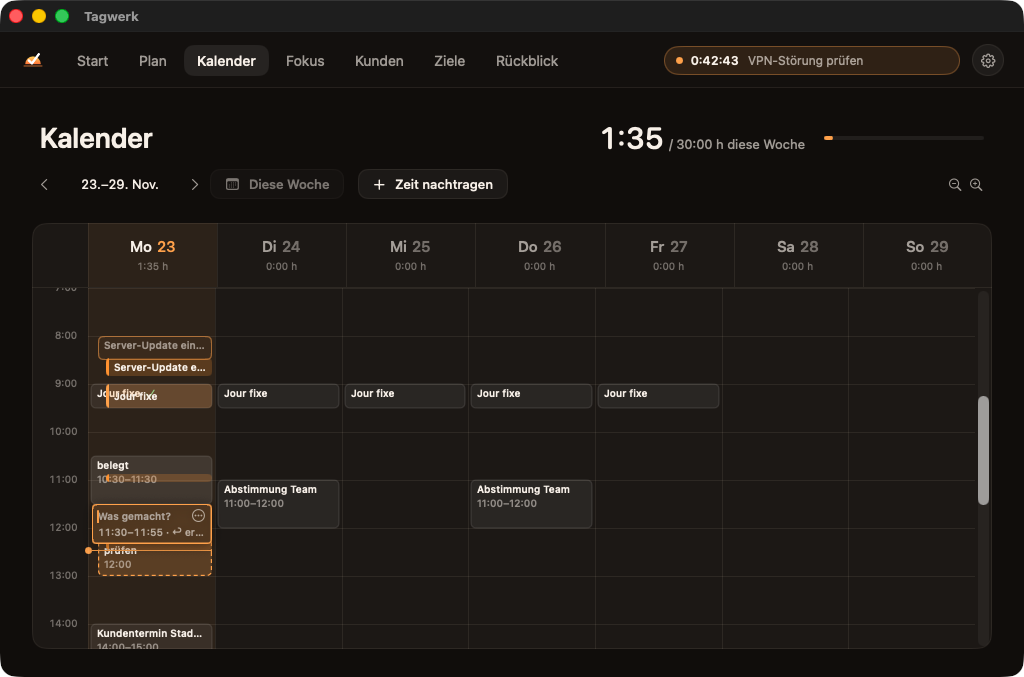 Tagwerk
Start
Plan
Kalender
Fokus
Kunden
Ziele
Rückblick
0:42:43 VPN-Störung prüfen
Kalender
1:35 / 30:00 h diese Woche
23.–29. Nov.
Diese Woche
+ Zeit nachtragen
Mo 23
1:35 h
Di 24
0:00 h
Mi 25
0:00 h
Do 26
0:00 h
Fr 27
0:00 h
Sa 28
0:00 h
So 29
0:00 h
7:00
8:00
Server-Update ein…
Server-Update e…
9:00
Jour fixe
Jour fixe
Jour fixe
Jour fixe
Jour fixe
Jour fixe
10:00
belegt
10:30–11:30
11:00
Abstimmung Team
11:00–12:00
Abstimmung Team
11:00–12:00
Was gemacht?
11:30–11:55 · ↩ er…
12:00
prüfen
12:00
13:00
14:00
Kundentermin Stad…
14:00–15:00